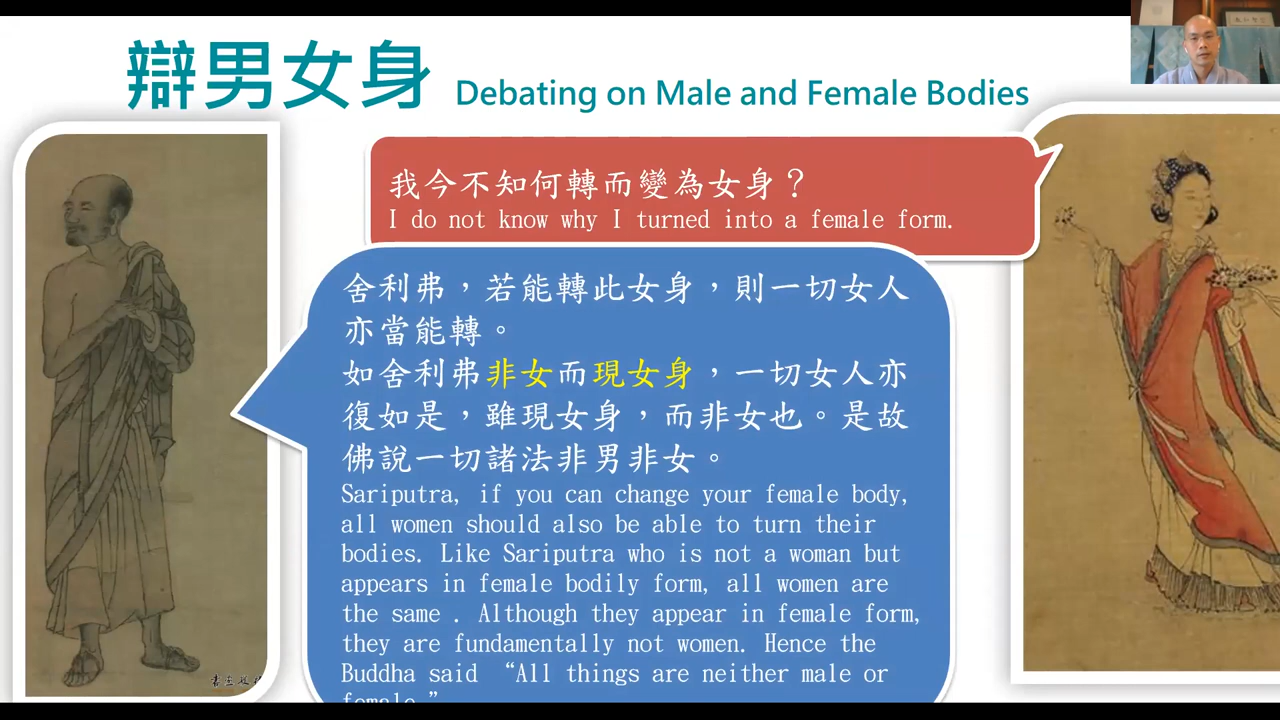 辯男女身 Debating on Male and Female Bodies
我今不知何轉而變為女身？
I do not know why I turned into a female form.
舍利弗，若能轉此女身，則一切女人
亦當能轉。
如舍利弗非女而現女身，一切女人亦
復如是，雖現女身，而非女也。是故
佛說一切諸法非男非女。
Sariputra, if you can change your female body,
all women should also be able to turn their
bodies. Like Sariputra who is not a woman but
appears in female bodily form, all women are
the same . Although they appear in female form,
they are fundamentally not women. Hence the
Buddha said “All things are neither male or
female.”